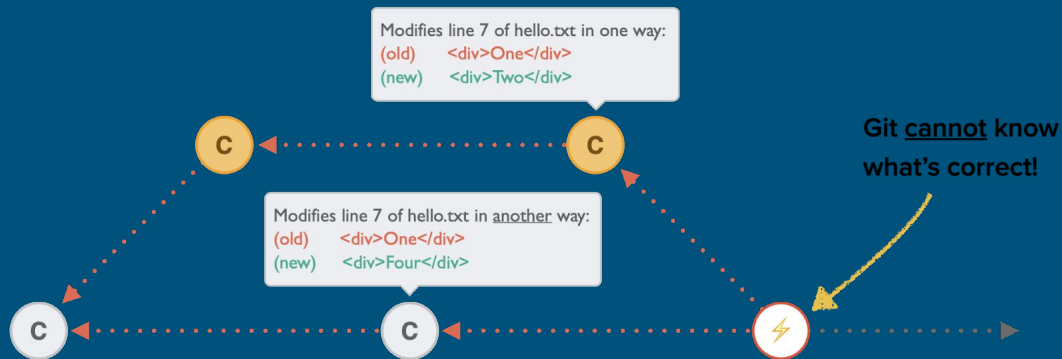 Modifies line 7 of hello.txt in one way:
(old) <div>One</div>
(new) <div>Two</div>
Git cannot know
what's correct!
C
C
Modifies line 7 of hello.txt in another way:
(old) <div>One</div>
(new) <div>Four</div>
C
C